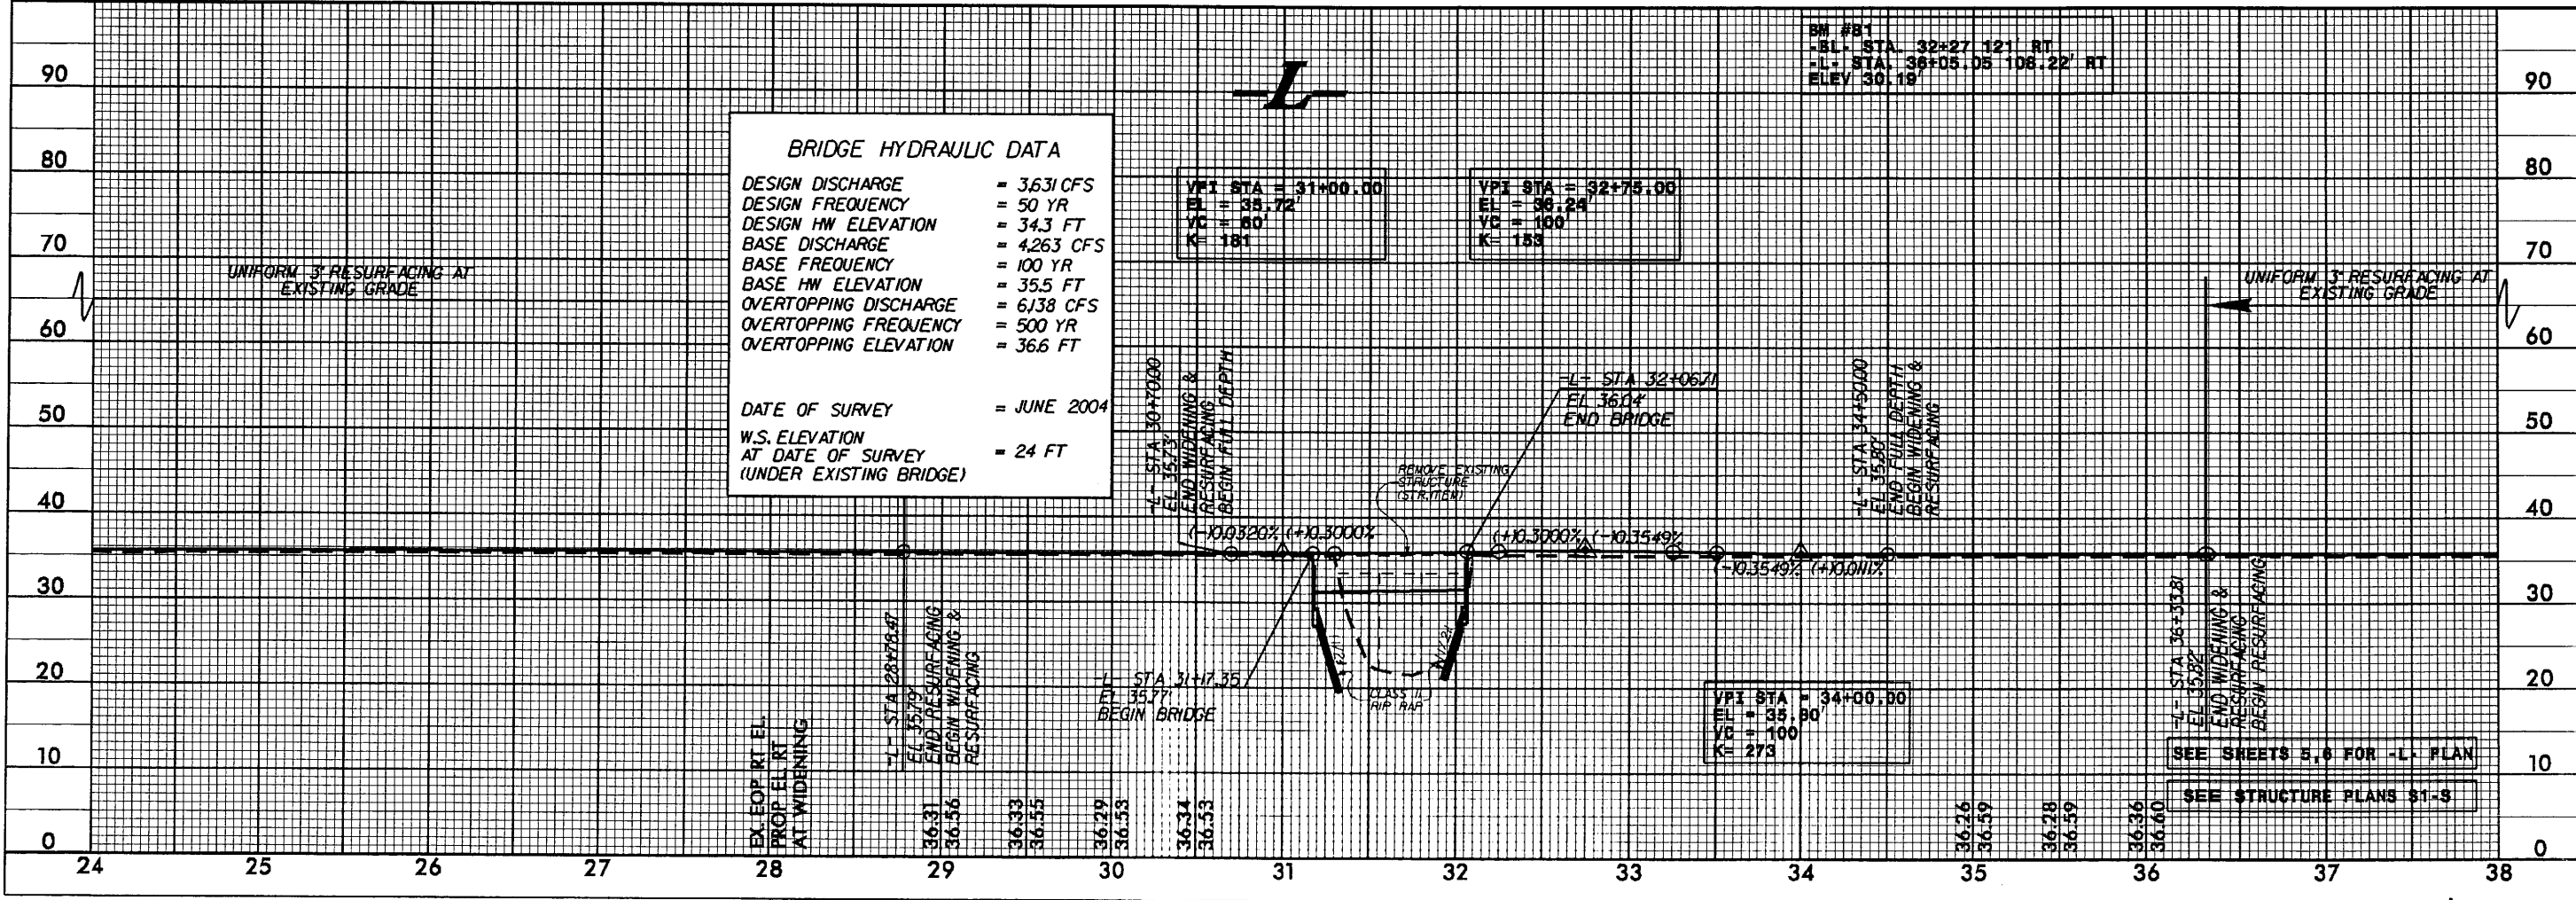 BM #81
-BL- STA. 32+27 121' RT
-L- STA. 36+05.05 108.22' RT
ELEV 30.19'
-L-
BRIDGE HYDRAULIC DATA
DESIGN DISCHARGE = 3,631 CFS
DESIGN FREQUENCY = 50 YR
DESIGN HW ELEVATION = 34.3 FT
BASE DISCHARGE = 4,263 CFS
BASE FREQUENCY = 100 YR
BASE HW ELEVATION = 35.5 FT
OVERTOPPING DISCHARGE = 6,138 CFS
OVERTOPPING FREQUENCY = 500 YR
OVERTOPPING ELEVATION = 36.6 FT
DATE OF SURVEY = JUNE 2004
W.S. ELEVATION
AT DATE OF SURVEY = 24 FT
(UNDER EXISTING BRIDGE)
VPI STA = 31+00.00
EL = 35.72'
VC = 60'
K= 181
VPI STA = 32+75.00
EL = 36.24'
VC = 100'
K= 153
UNIFORM 3" RESURFACING AT
EXISTING GRADE
UNIFORM 3" RESURFACING AT
EXISTING GRADE
90
80
70
60
50
40
30
20
10
0
90
80
70
60
50
40
30
20
10
0
-L- STA 30+70.00
EL 35.73'
END WIDENING &
RESURFACING
BEGIN FULL DEPTH
-L- STA 32+06.71
EL 36.04'
END BRIDGE
REMOVE EXISTING
STRUCTURE
(STR.ITEM)
-L- STA 34+50.00
EL 35.80'
END FULL DEPTH
BEGIN WIDENING &
RESURFACING
(-)0.0320% (+)0.3000%
(+)0.3000% (-)0.3549%
(-)0.3549% (+)0.0111%
-L- STA 28+78.47
EL 35.79'
END RESURFACING
BEGIN WIDENING &
RESURFACING
-L- STA 31+17.35
EL 35.77'
BEGIN BRIDGE
CLASS II
RIP RAP
VPI STA = 34+00.00
EL = 35.80'
VC = 100
K= 273
-L- STA 36+33.81
EL 35.82'
END WIDENING &
RESURFACING
BEGIN RESURFACING
SEE SHEETS 5,6 FOR -L- PLAN
SEE STRUCTURE PLANS S1-S
EX. EOP RT EL.
PROP EL RT
AT WIDENING
36.31
36.56
36.33
36.55
36.29
36.53
36.34
36.53
36.26
36.59
36.28
36.59
36.36
36.60
24 25 26 27 28 29 30 31 32 33 34 35 36 37 38